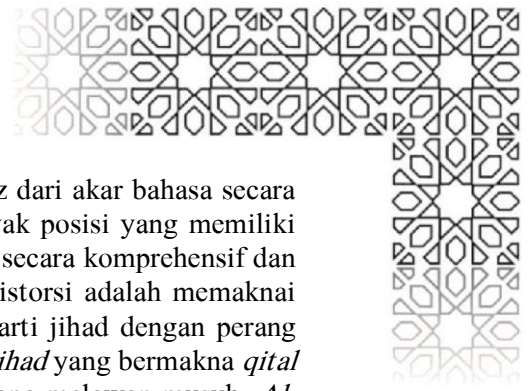 z dari akar bahasa secara
yak posisi yang memiliki
secara komprehensif dan
istorsi adalah memaknai
arti jihad dengan perang
ihad yang bermakna qital